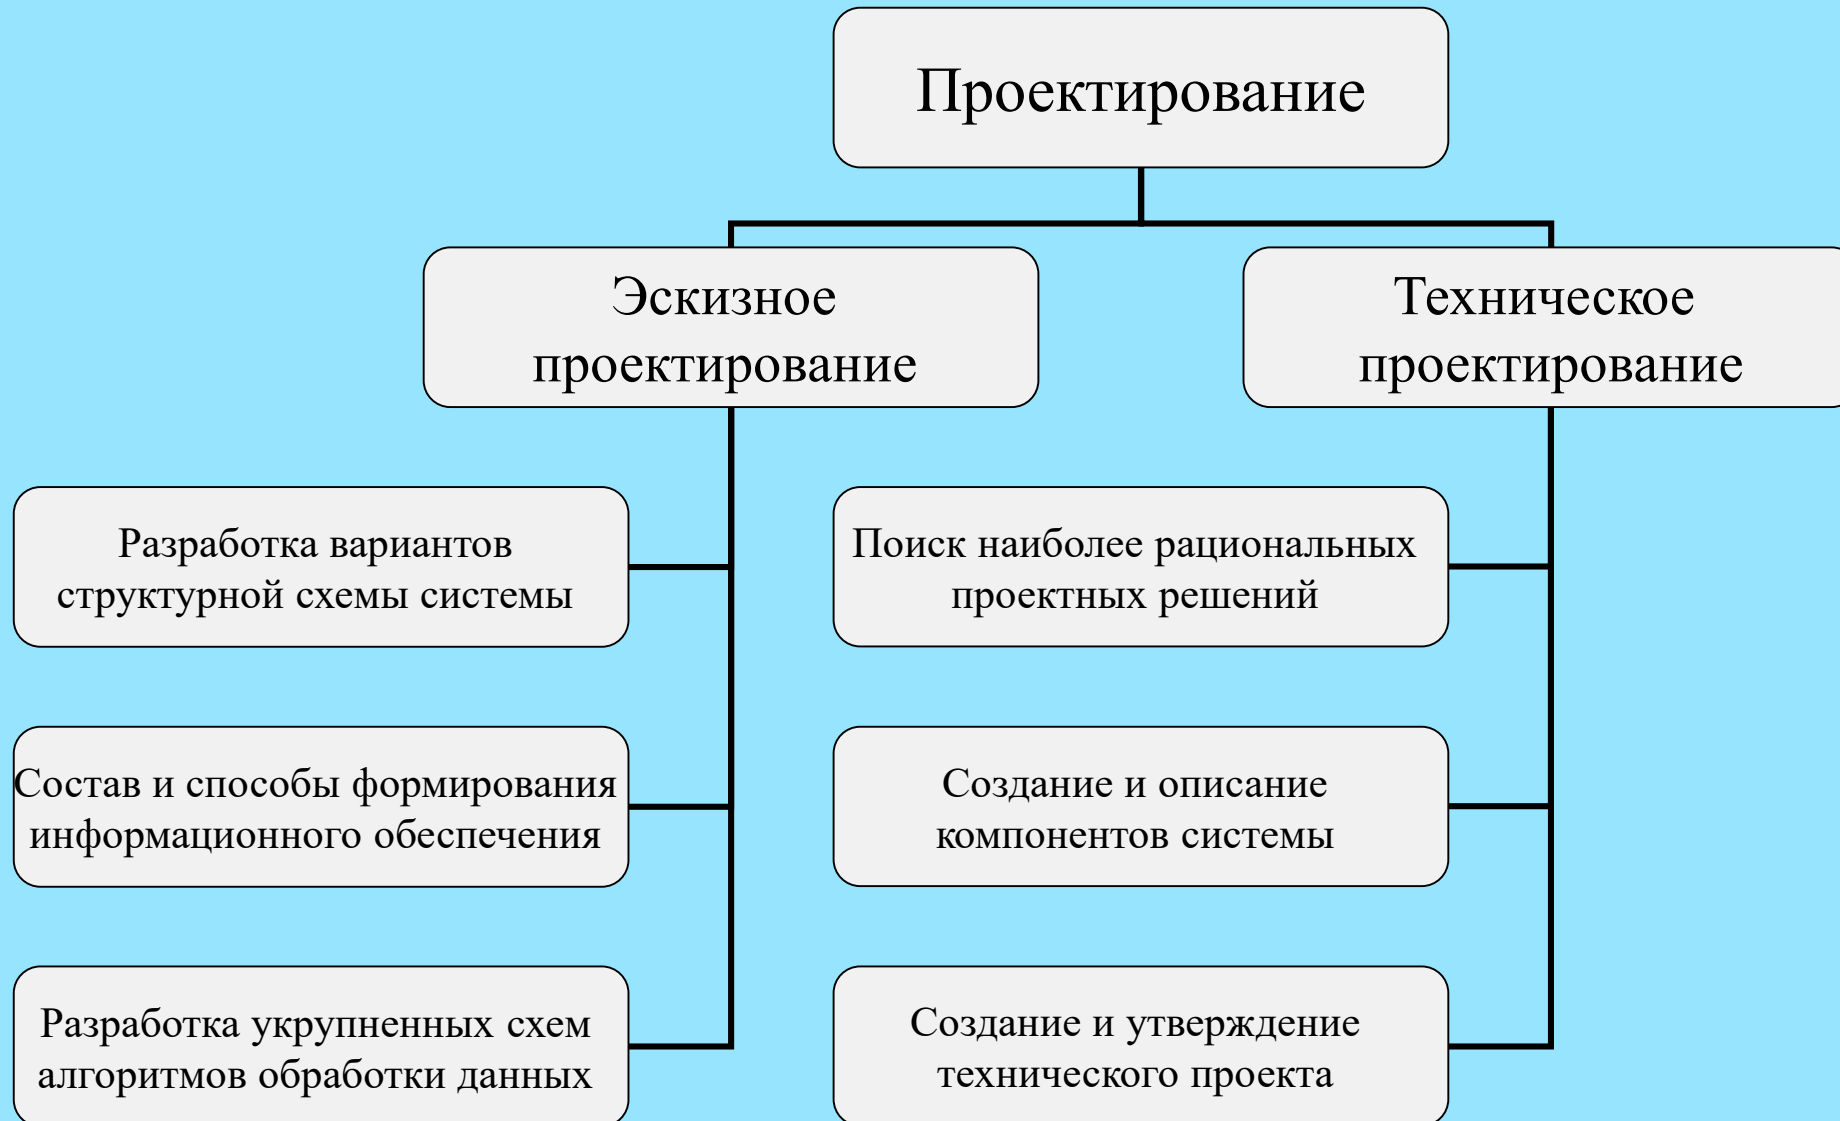 Проектирование
Эскизное
проектирование
Техническое
проектирование
Разработка вариантов
структурной схемы системы
Поиск наиболее рациональных
проектных решений
Состав и способы формирования
информационного обеспечения
Создание и описание
компонентов системы
Разработка укрупненных схем
алгоритмов обработки данных
Создание и утверждение
технического проекта